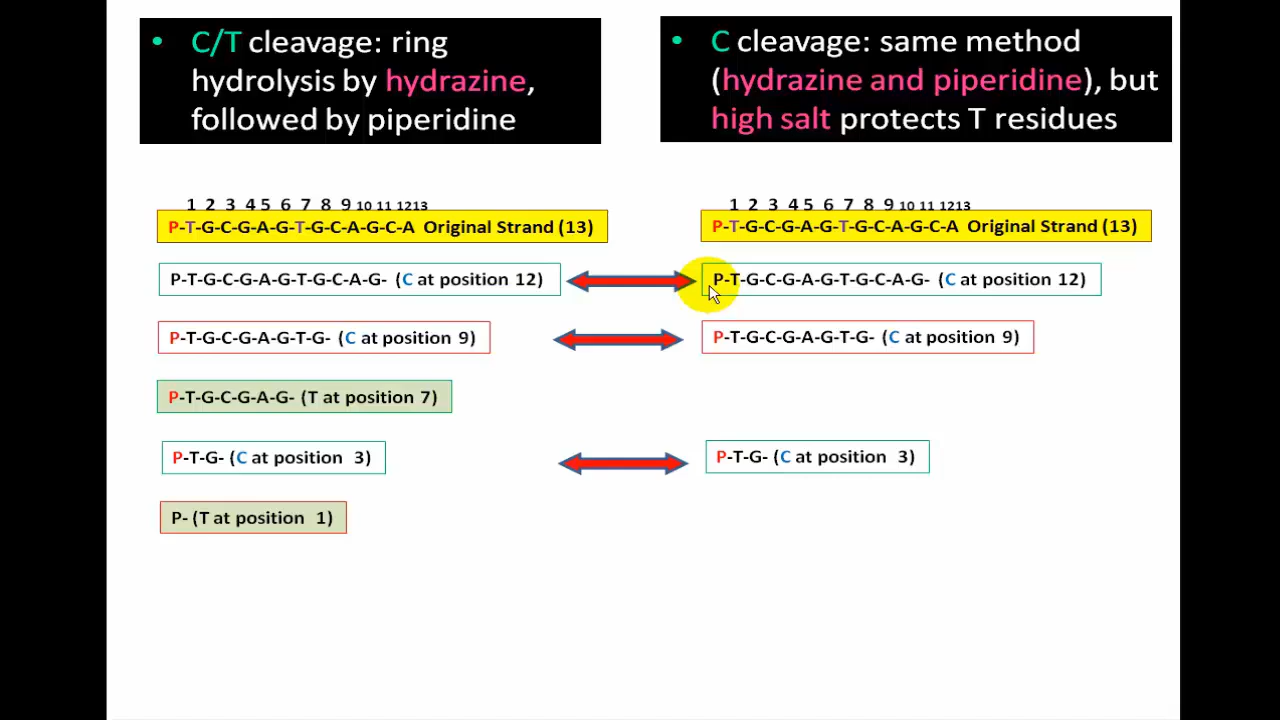 • C/T cleavage: ring
hydrolysis by hydrazine,
followed by piperidine
• C cleavage: same method
(hydrazine and piperidine), but
high salt protects T residues
1 2 3 4 5 6 7 8 9 10 11 12 13
P-T-G-C-G-A-G-T-G-C-A-G-C-A Original Strand (13)
1 2 3 4 5 6 7 8 9 10 11 12 13
P-T-G-C-G-A-G-T-G-C-A-G-C-A Original Strand (13)
P-T-G-C-G-A-G-T-G-C-A-G- (C at position 12)
P-T-G-C-G-A-G-T-G-C-A-G- (C at position 12)
P-T-G-C-G-A-G-T-G- (C at position 9)
P-T-G-C-G-A-G-T-G- (C at position 9)
P-T-G-C-G-A-G- (T at position 7)
P-T-G- (C at position 3)
P-T-G- (C at position 3)
P- (T at position 1)